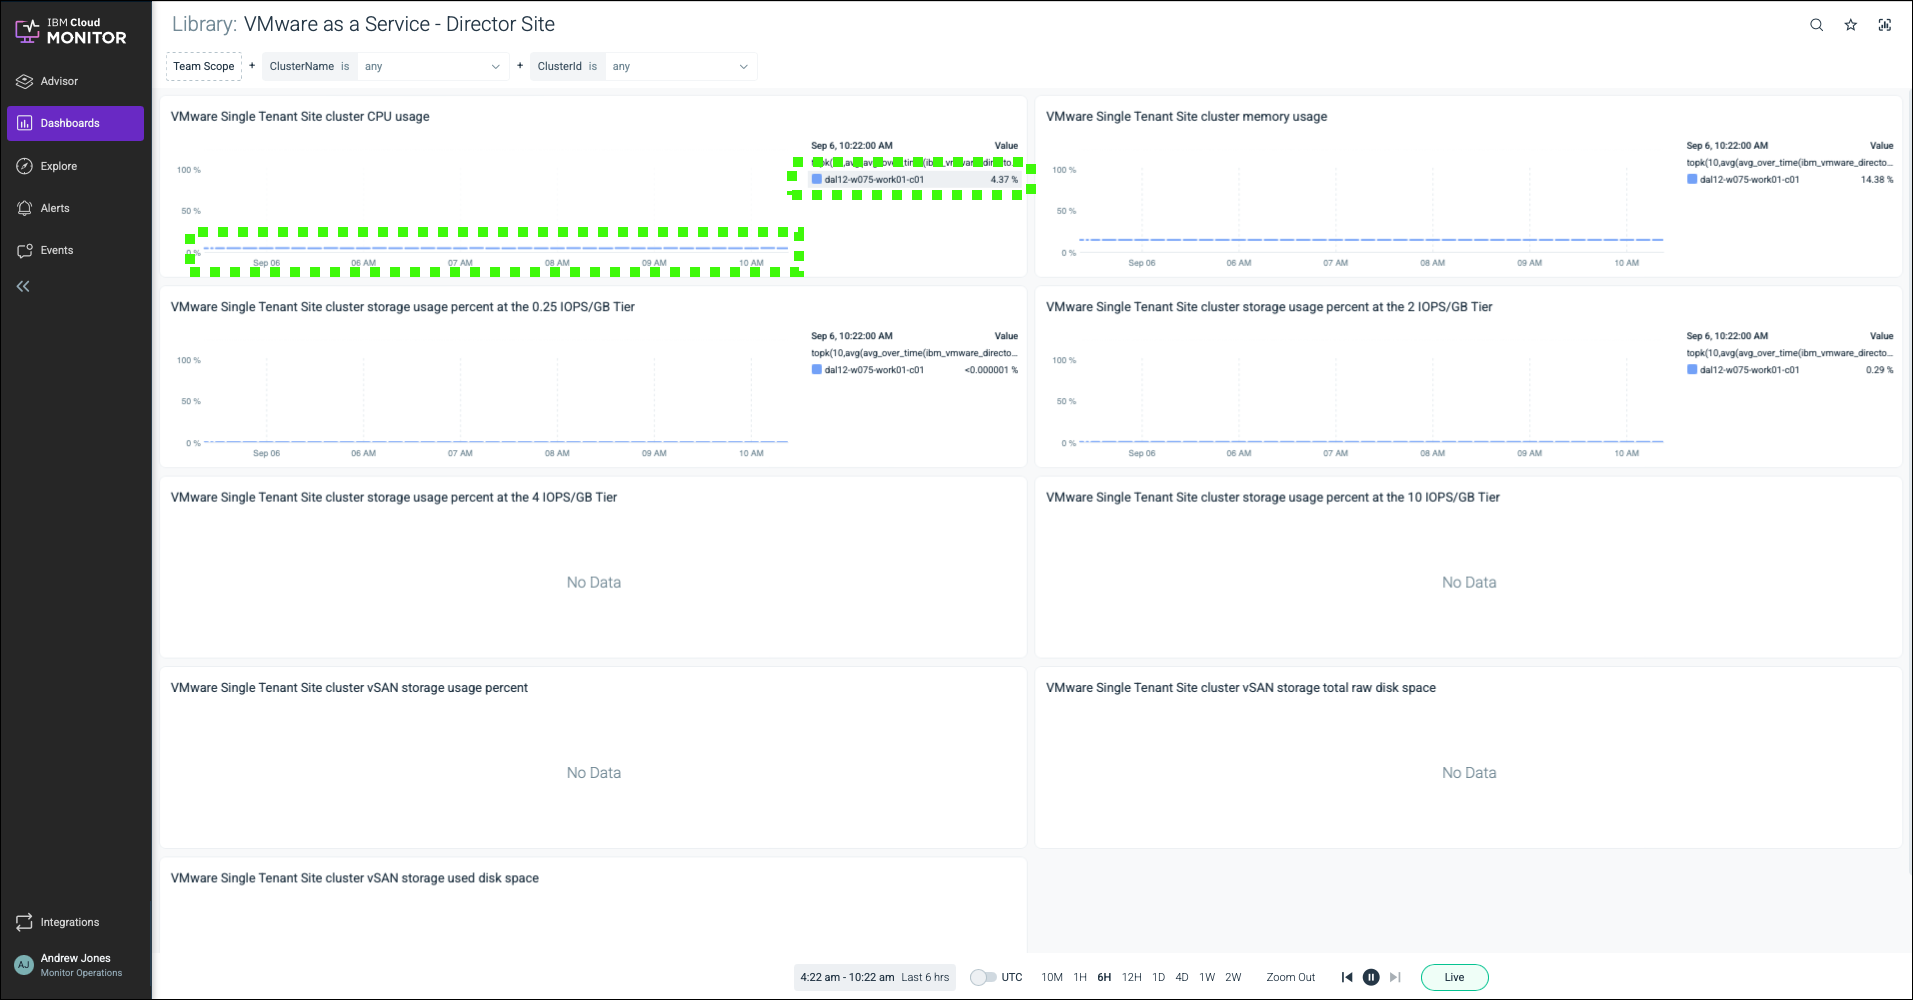 IBM Cloud
MONITOR
Advisor
Dashboards
Explore
Alerts
Events
Integrations
AJ
Andrew Jones
Monitor Operations
Library: VMware as a Service - Director Site
Team Scope + ClusterName is any + ClusterId is any
VMware Single Tenant Site cluster CPU usage
Sep 6, 10:22:00 AM Value
dal12-w075-work01-c01 4.37 %
100 %
50 %
0 %
Sep 06 06 AM 07 AM 08 AM 09 AM 10 AM
VMware Single Tenant Site cluster memory usage
Sep 6, 10:22:00 AM Value
topk(10,avg(avg_over_time(ibm_vmware_directo...
dal12-w075-work01-c01 14.38 %
100 %
50 %
0 %
Sep 06 06 AM 07 AM 08 AM 09 AM 10 AM
VMware Single Tenant Site cluster storage usage percent at the 0.25 IOPS/GB Tier
Sep 6, 10:22:00 AM Value
topk(10,avg(avg_over_time(ibm_vmware_directo...
dal12-w075-work01-c01 <0.000001 %
100 %
50 %
0 %
Sep 06 06 AM 07 AM 08 AM 09 AM 10 AM
VMware Single Tenant Site cluster storage usage percent at the 2 IOPS/GB Tier
Sep 6, 10:22:00 AM Value
topk(10,avg(avg_over_time(ibm_vmware_directo...
dal12-w075-work01-c01 0.29 %
100 %
50 %
0 %
Sep 06 06 AM 07 AM 08 AM 09 AM 10 AM
VMware Single Tenant Site cluster storage usage percent at the 4 IOPS/GB Tier
No Data
VMware Single Tenant Site cluster storage usage percent at the 10 IOPS/GB Tier
No Data
VMware Single Tenant Site cluster vSAN storage usage percent
No Data
VMware Single Tenant Site cluster vSAN storage total raw disk space
No Data
VMware Single Tenant Site cluster vSAN storage used disk space
4:22 am - 10:22 am Last 6 hrs UTC 10M 1H 6H 12H 1D 4D 1W 2W Zoom Out Live